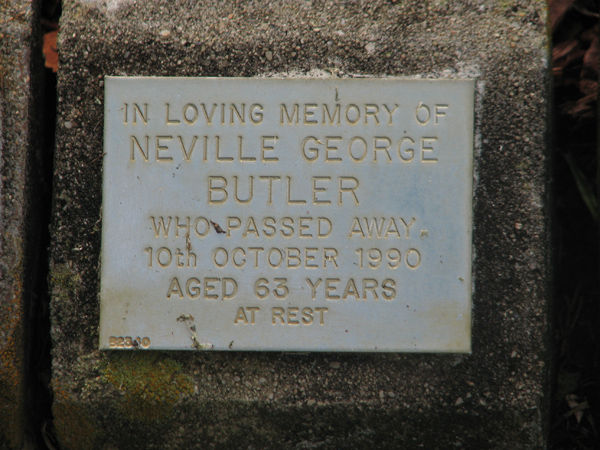 IN LOVING MEMORY OF
NEVILLE GEORGE
BUTLER
WHO PASSED AWAY.
10th OCTOBER 1990
AGED 63 YEARS
AT REST